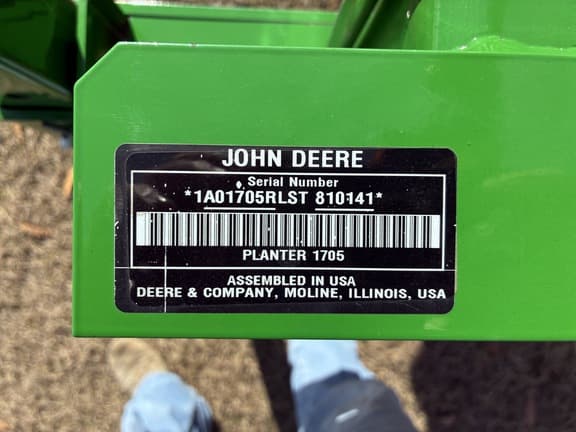 JOHN DEERE
Serial Number
*1A01705RLST 810141*
PLANTER 1705
ASSEMBLED IN USA
DEERE & COMPANY, MOLINE, ILLINOIS, USA